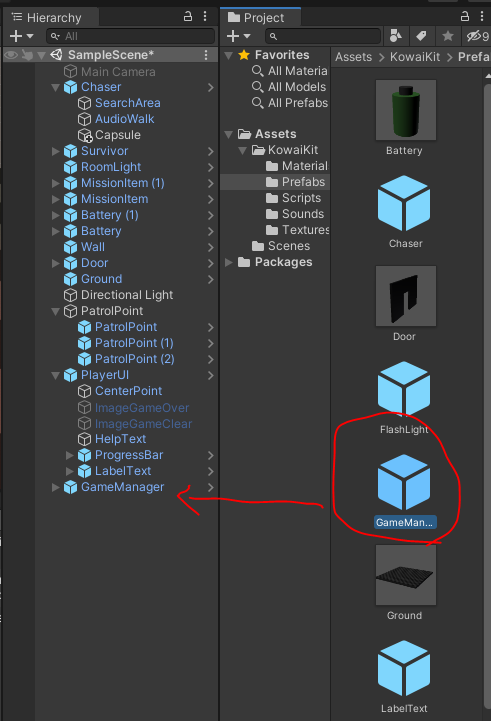 Hierarchy
All
SampleScene*
Main Camera
Chaser
SearchArea
AudioWalk
Capsule
Survivor
RoomLight
MissionItem (1)
MissionItem
Battery (1)
Battery
Wall
Door
Ground
Directional Light
PatrolPoint
PatrolPoint
PatrolPoint (1)
PatrolPoint (2)
PlayerUI
CenterPoint
ImageGameOver
ImageGameClear
HelpText
ProgressBar
LabelText
GameManager
Project
9
Favorites
All Materia
All Models
All Prefabs
Assets
KowaiKit
Material
Prefabs
Scripts
Sounds
Textures
Scenes
Packages
Assets > KowaiKit > Prefa
Battery
Chaser
Door
FlashLight
GameMan...
Ground
LabelText